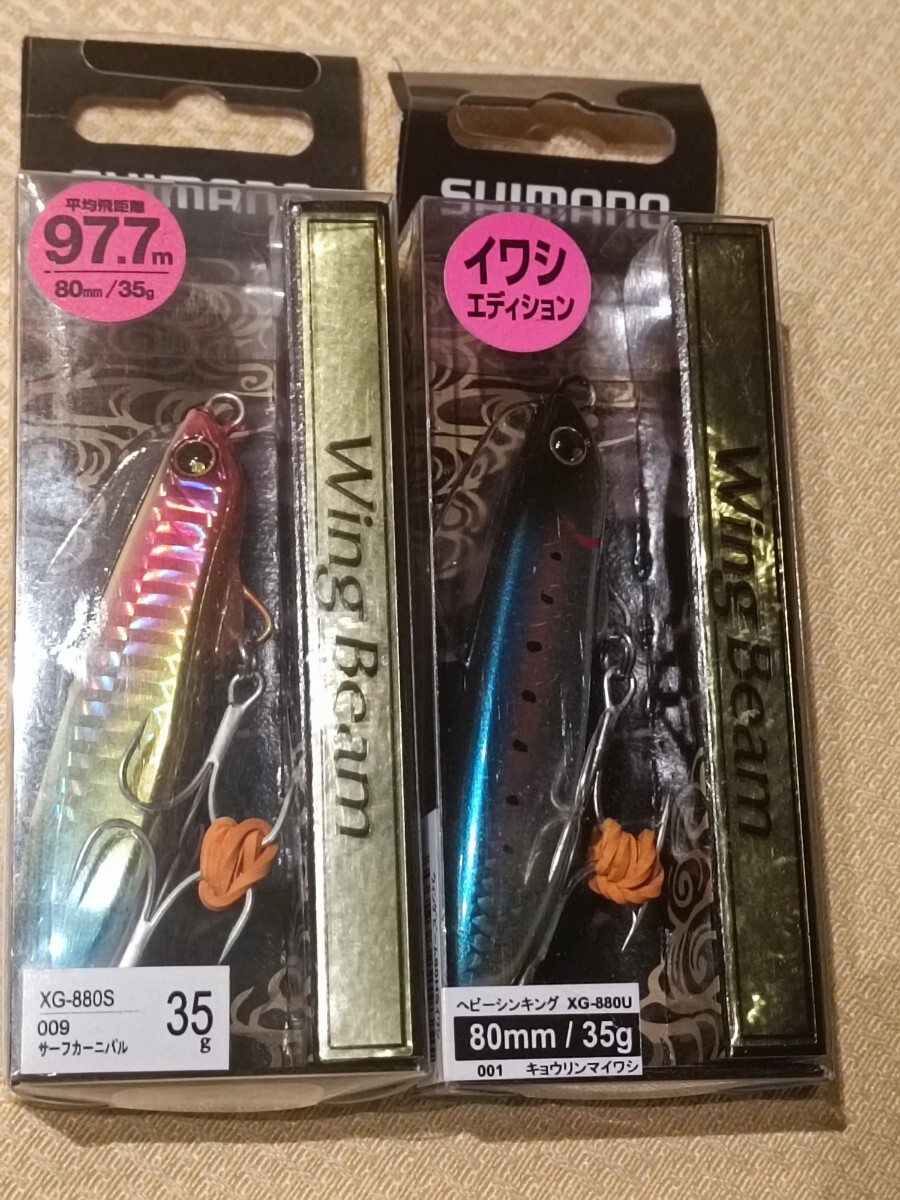 SHIMANO
平均飛距離
97.7m
80mm/35g
Wing Beam
XG-880S
009
サーフカーニバル
35
g
SHIMANO
イワシ
エディション
Wing Beam
ヘビーシンキング XG-880U
80mm / 35g
001 キョウリンマイワシ